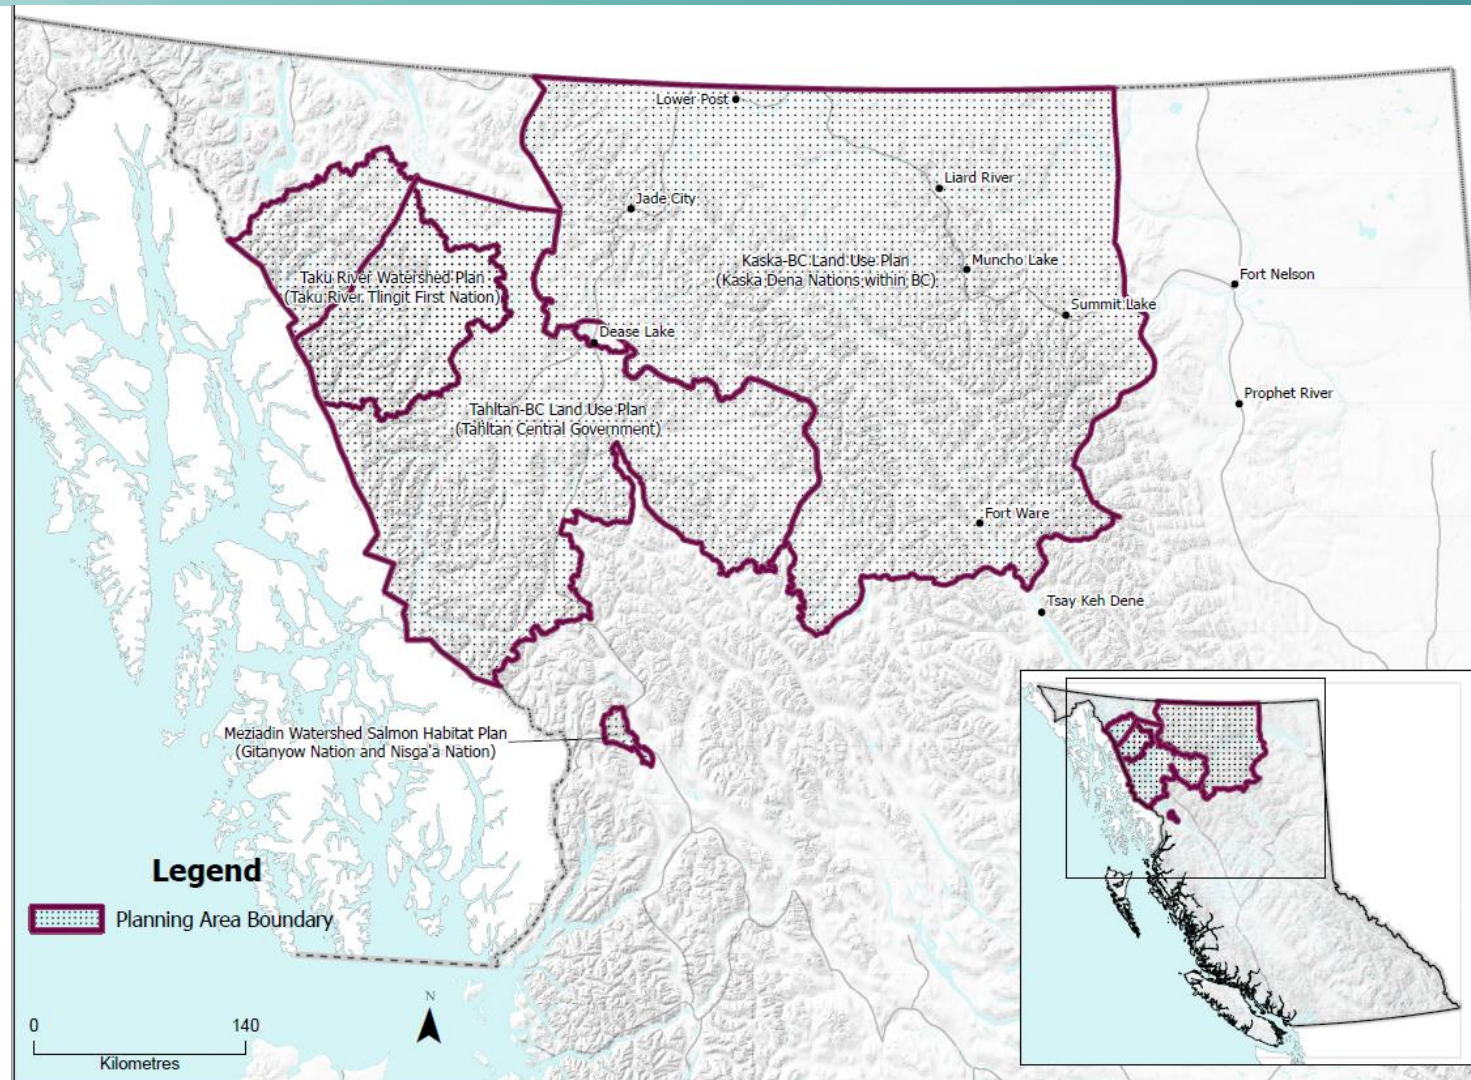 Lower Post
Liard River
Jade City
Kaska-BC Land Use Plan
(Kaska Dena Nations within BC)
Muncho Lake
Taku River Watershed Plan
(Taku River Tlingit First Nation)
Fort Nelson
Summit Lake
Dease Lake
Prophet River
Tahltan-BC Land Use Plan
(Tahltan Central Government)
Fort Ware
Tsay Keh Dene
Meziadin Watershed Salmon Habitat Plan
(Gitanyow Nation and Nisga'a Nation)
Legend
Planning Area Boundary
N
0 140
Kilometres